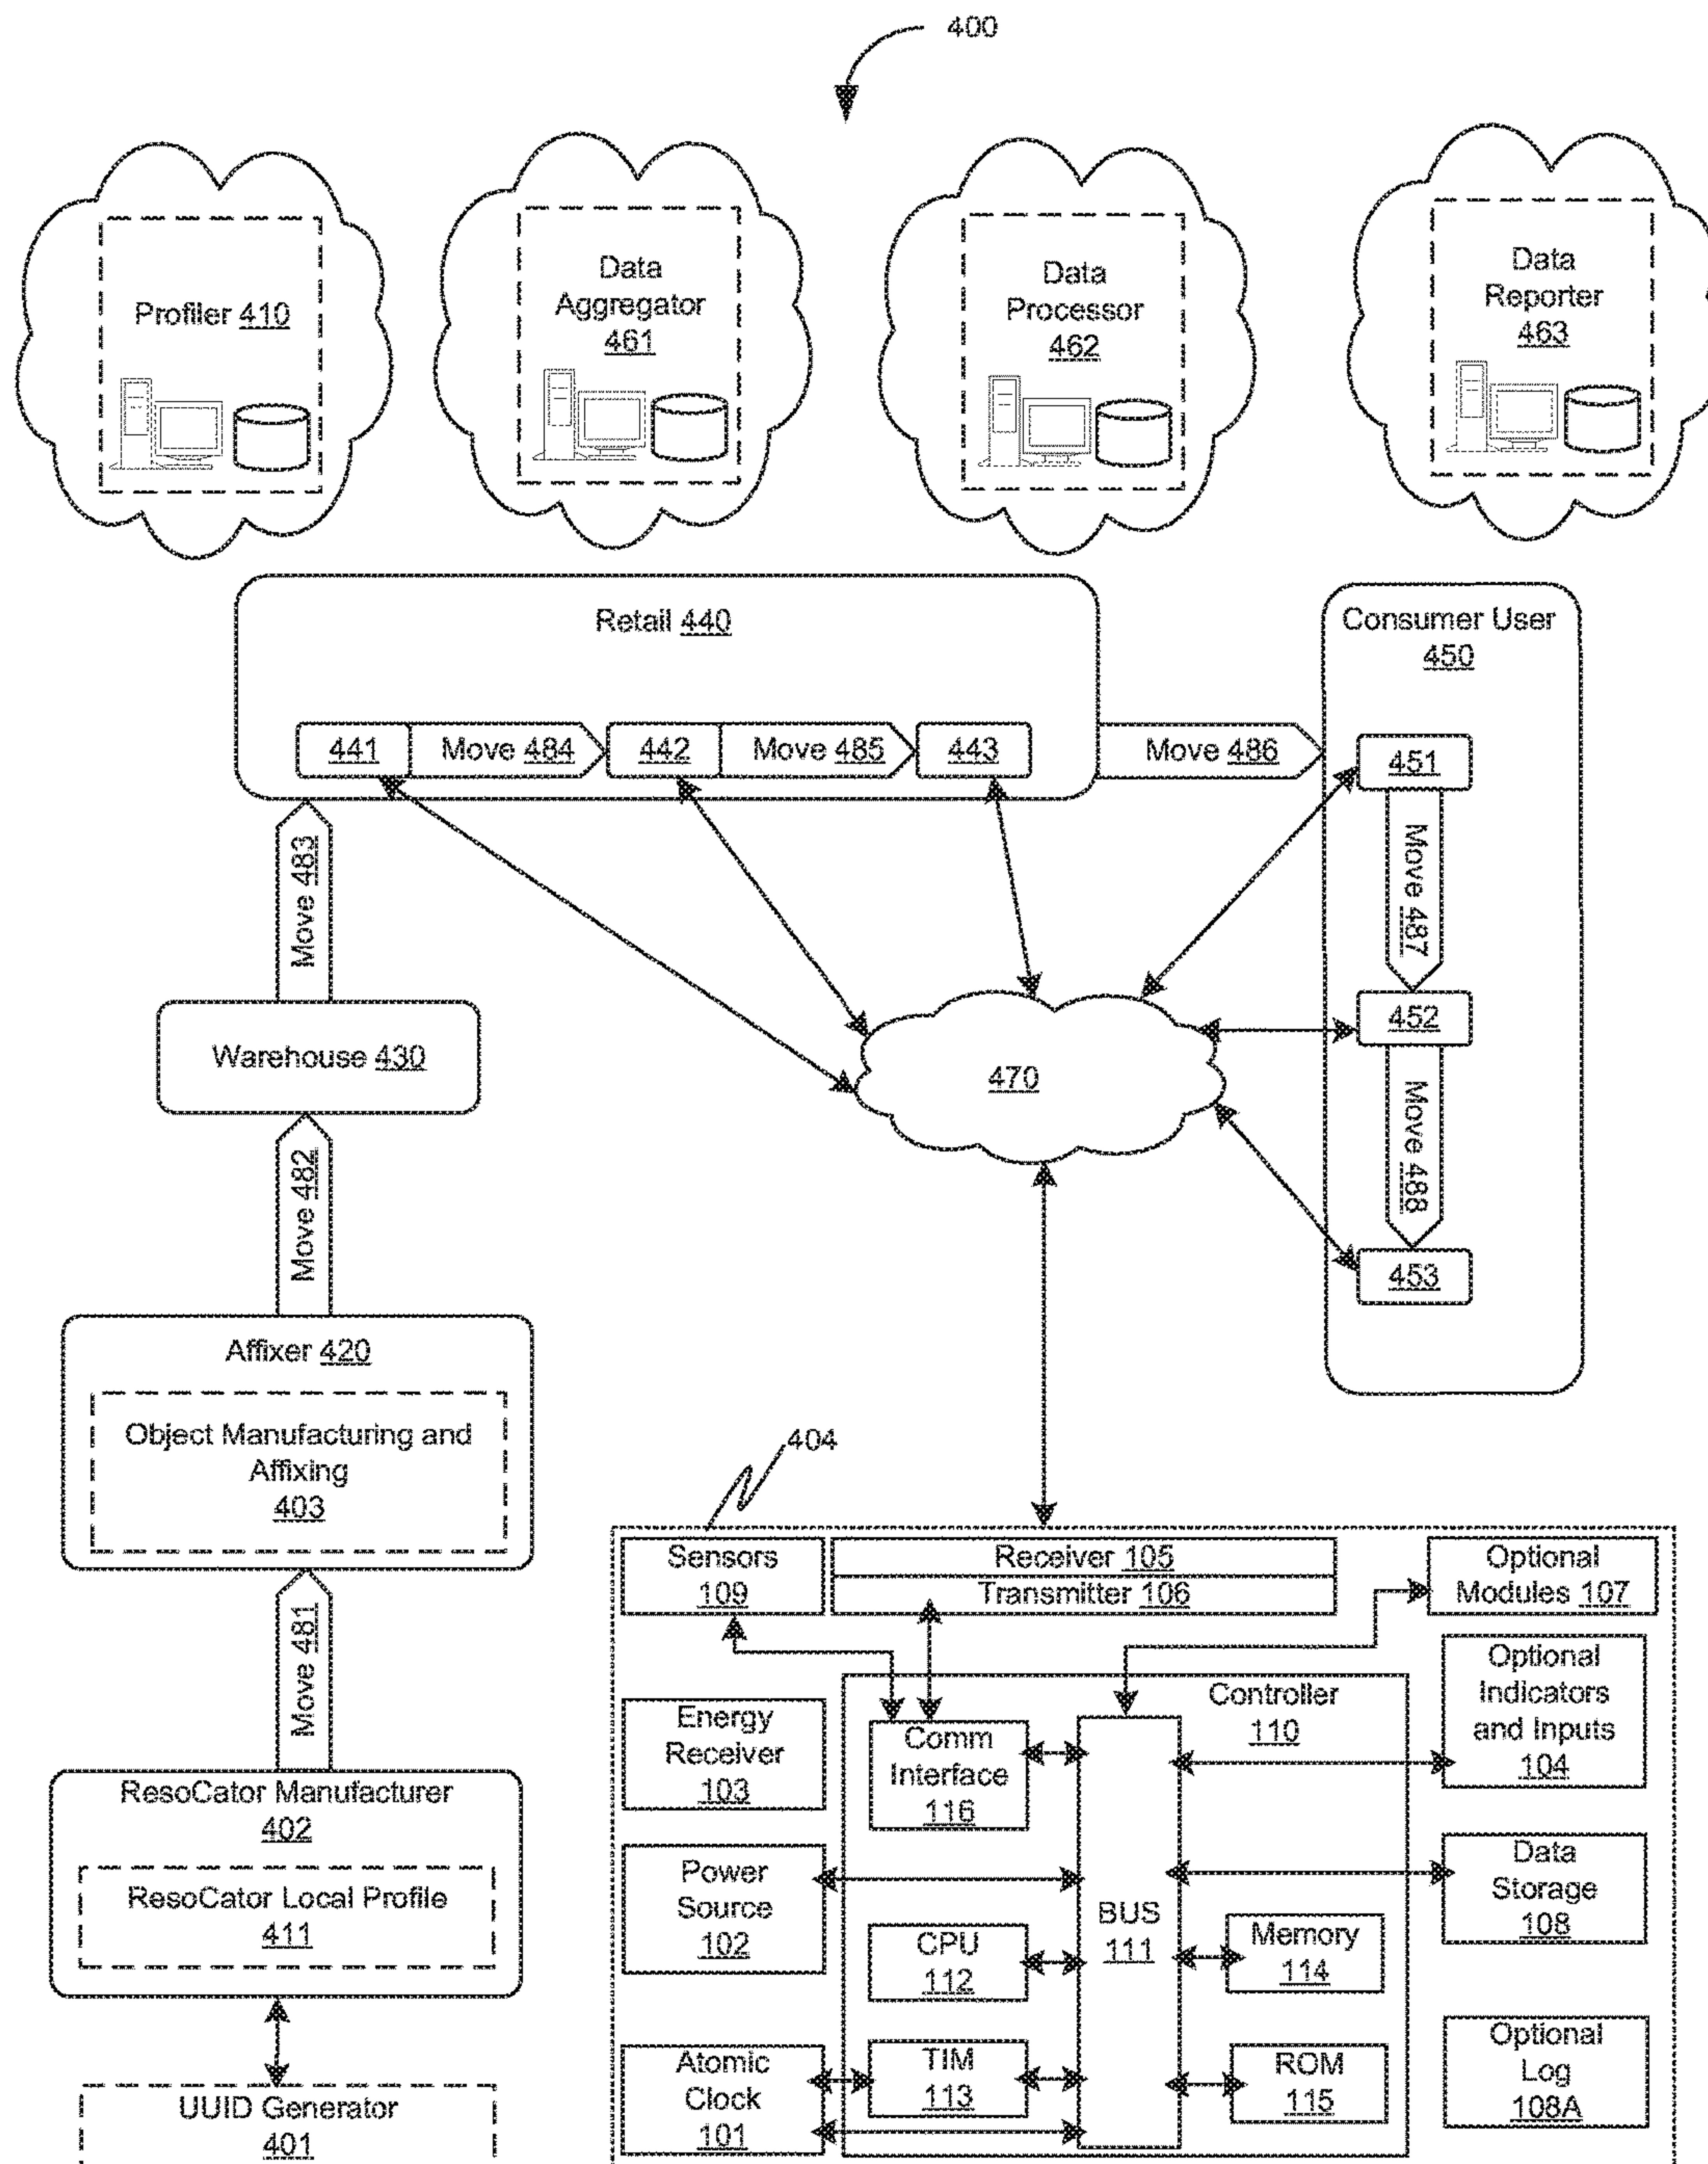 400
Profiler 410
Data
Aggregator
461
Data
Processor
462
Data
Reporter
463
Retail 440
441
Move 484
442
Move 485
443
Move 486
Consumer User
450
451
Move 487
452
Move 488
453
Move 483
Warehouse 430
470
Move 482
Affixer 420
Object Manufacturing and
Affixing
403
Move 481
ResoCator Manufacturer
402
ResoCator Local Profile
411
UUID Generator
401
404
Sensors
109
Receiver 105
Transmitter 106
Optional
Modules 107
Energy
Receiver
103
Controller
110
Comm
Interface
116
Optional
Indicators
and Inputs
104
Power
Source
102
BUS
111
Data
Storage
108
CPU
112
Memory
114
Atomic
Clock
101
TIM
113
ROM
115
Optional
Log
108A